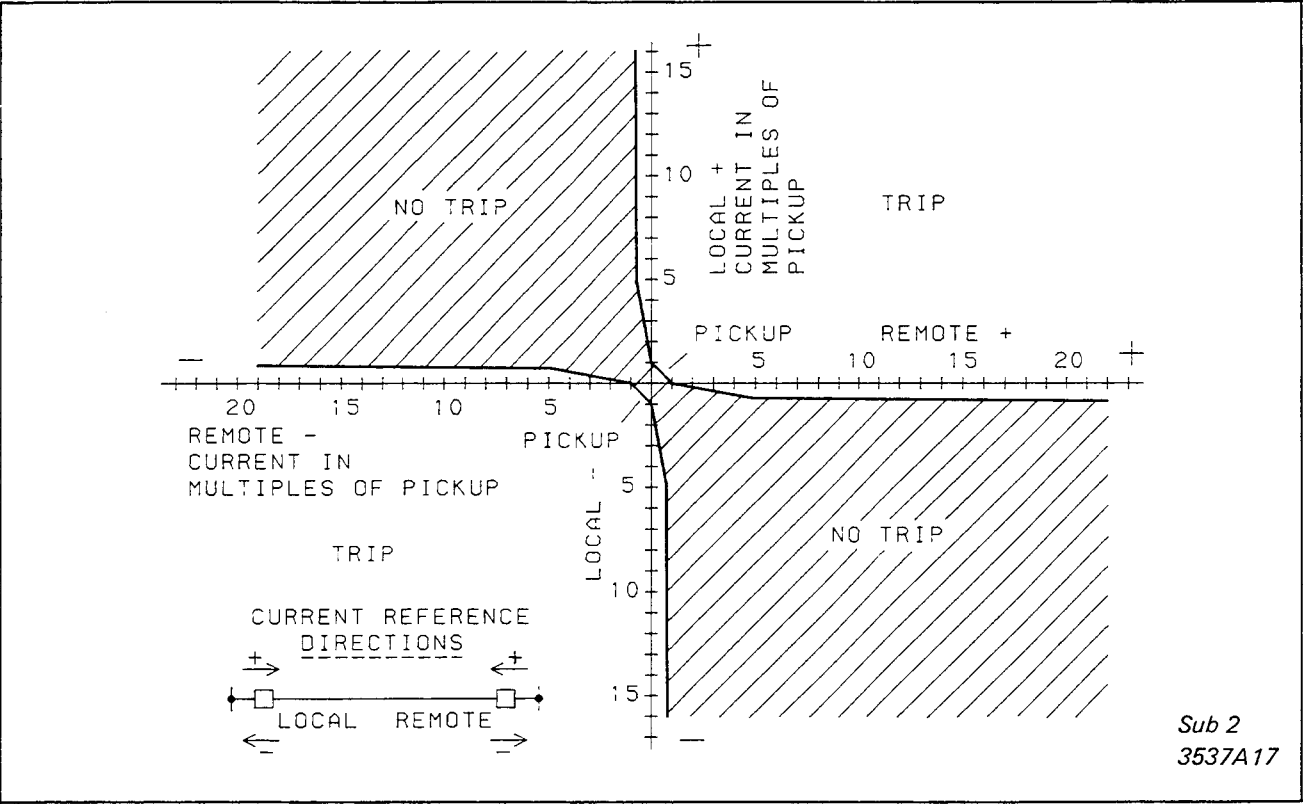 +
15
LOCAL +
CURRENT IN
MULTIPLES OF
PICKUP
10
NO TRIP
TRIP
5
PICKUP
REMOTE +
—
5
10
15
20
+
20
15
10
5
REMOTE -
CURRENT IN
MULTIPLES OF PICKUP
PICKUP
LOCAL -
5
NO TRIP
TRIP
10
CURRENT REFERENCE
DIRECTIONS
+
+
LOCAL
REMOTE
-
-
15
—
Sub 2
3537A17